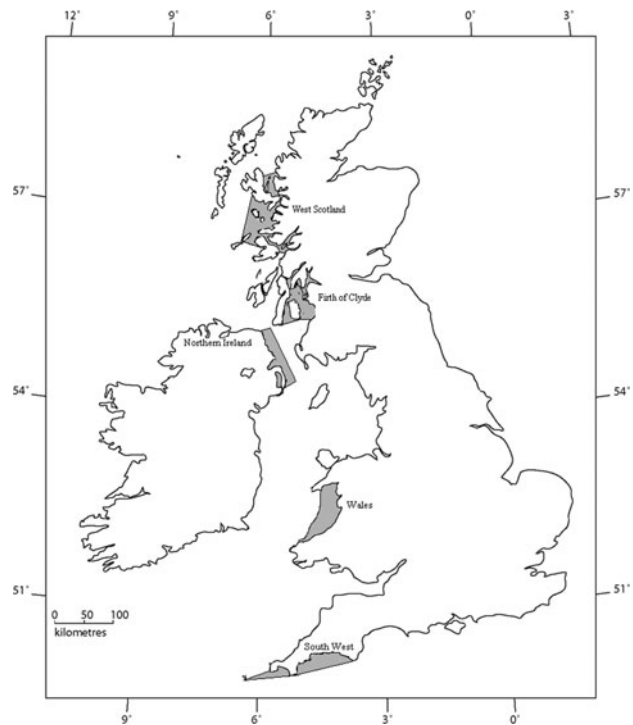 12° 9° 6° 3° 0° 3°
57°
57°
West Scotland
Firth of Clyde
Northern Ireland
54°
54°
Wales
51°
51°
0 50 100
kilometres
South West
9° 6° 3° 0°